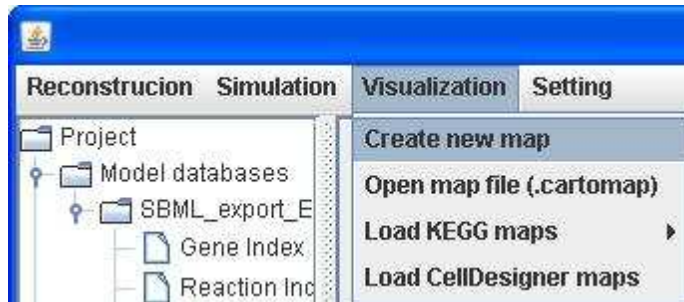 Reconstrucion Simulation Visualization Setting
Project
Model databases
SBML_export_E
Gene Index
Reaction Inc
Create new map
Open map file (.cartomap)
Load KEGG maps
Load CellDesigner maps